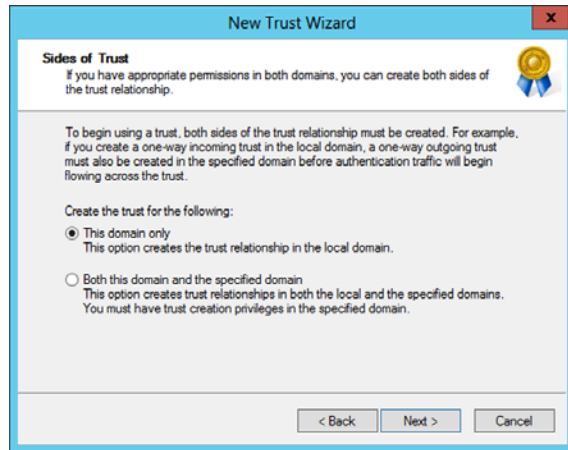 New Trust Wizard
x
Sides of Trust
If you have appropriate permissions in both domains, you can create both sides of
the trust relationship.
To begin using a trust, both sides of the trust relationship must be created. For example,
if you create a one-way incoming trust in the local domain, a one-way outgoing trust
must also be created in the specified domain before authentication traffic will begin
flowing across the trust.
Create the trust for the following:
This domain only
This option creates the trust relationship in the local domain.
Both this domain and the specified domain
This option creates trust relationships in both the local and the specified domains.
You must have trust creation privileges in the specified domain.
< Back Next > Cancel